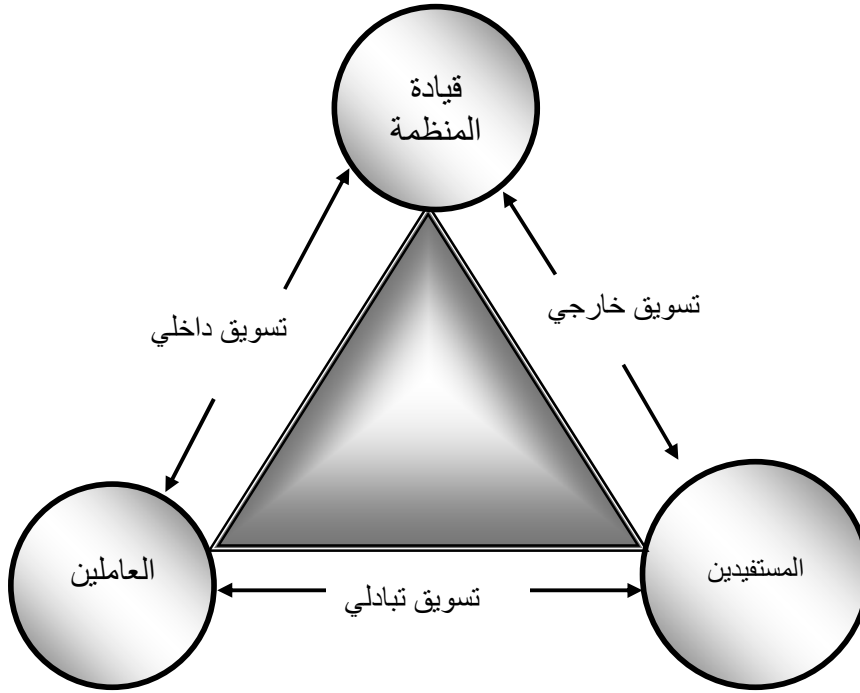 قيادة
المنظمة
تسويق خارجي
تسويق داخلي
المستفيدين
العاملين
تسويق تبادلي